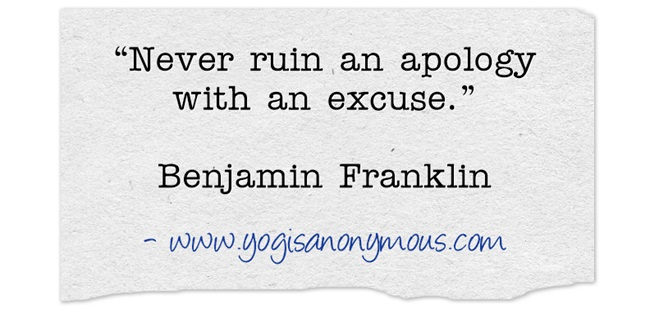 “Never ruin an apology
with an excuse.”
Benjamin Franklin
- www.yogisanonymous.com